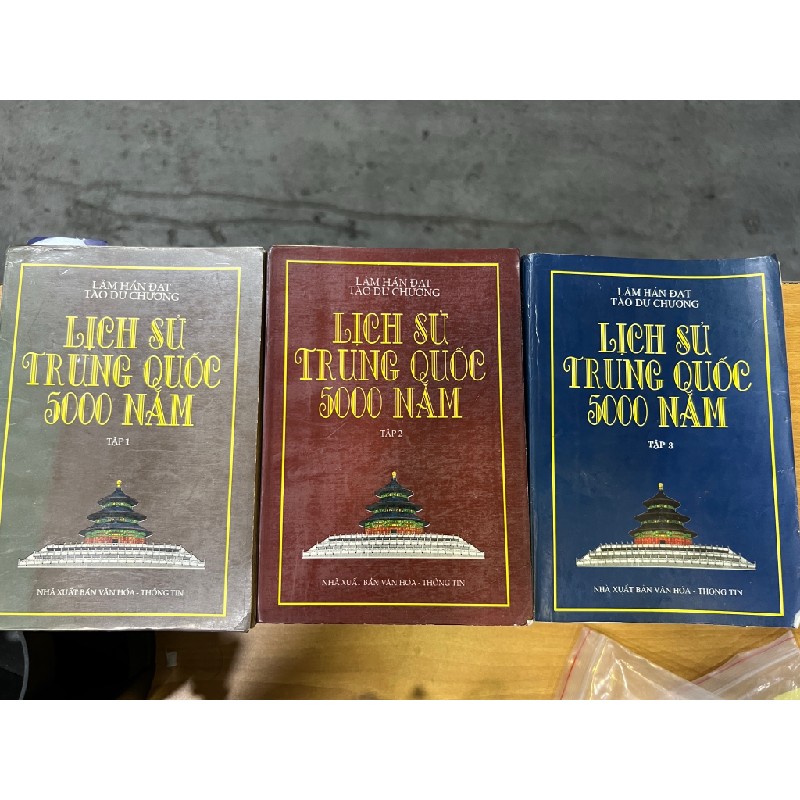 LÂM HÁN ĐẠT
TÀO DƯ CHƯƠNG
LỊCH SỬ
TRUNG QUỐC
5000 NĂM
TẬP 1
NHÀ XUẤT BẢN VĂN HÓA - THÔNG TIN
LÂM HÁN ĐẠT
TÀO DƯ CHƯƠNG
LỊCH SỬ
TRUNG QUỐC
5000 NĂM
TẬP 2
NHÀ XUẤT BẢN VĂN HÓA - THÔNG TIN
LÂM HÁN ĐẠT
TÀO DƯ CHƯƠNG
LỊCH SỬ
TRUNG QUỐC
5000 NĂM
TẬP 3
NHÀ XUẤT BẢN VĂN HÓA - THÔNG TIN